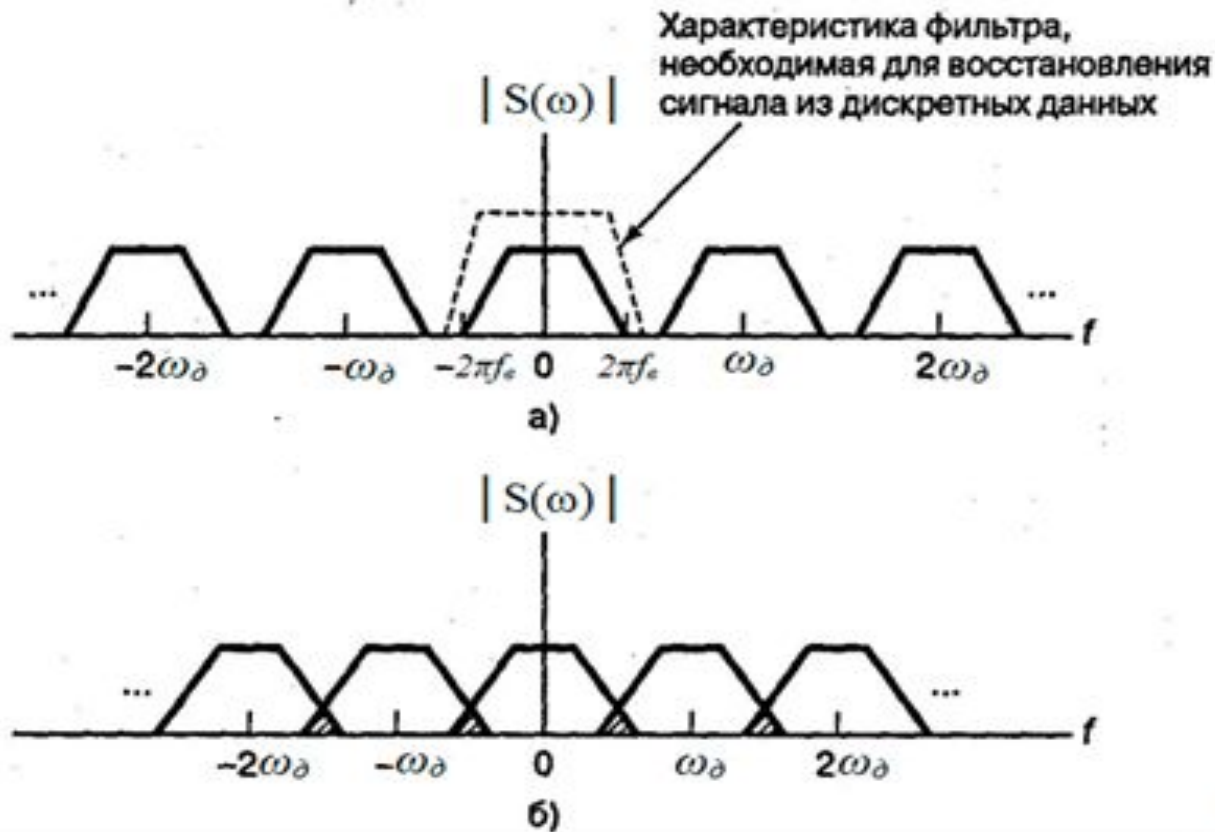 Характеристика фильтра,
необходимая для восстановления
сигнала из дискретных данных
| S(ω) |
... ...
-2ω∂ -ω∂ -2πfв 0 2πfв ω∂ 2ω∂ f
а)
| S(ω) |
... ...
-2ω∂ -ω∂ 0 ω∂ 2ω∂ f
б)